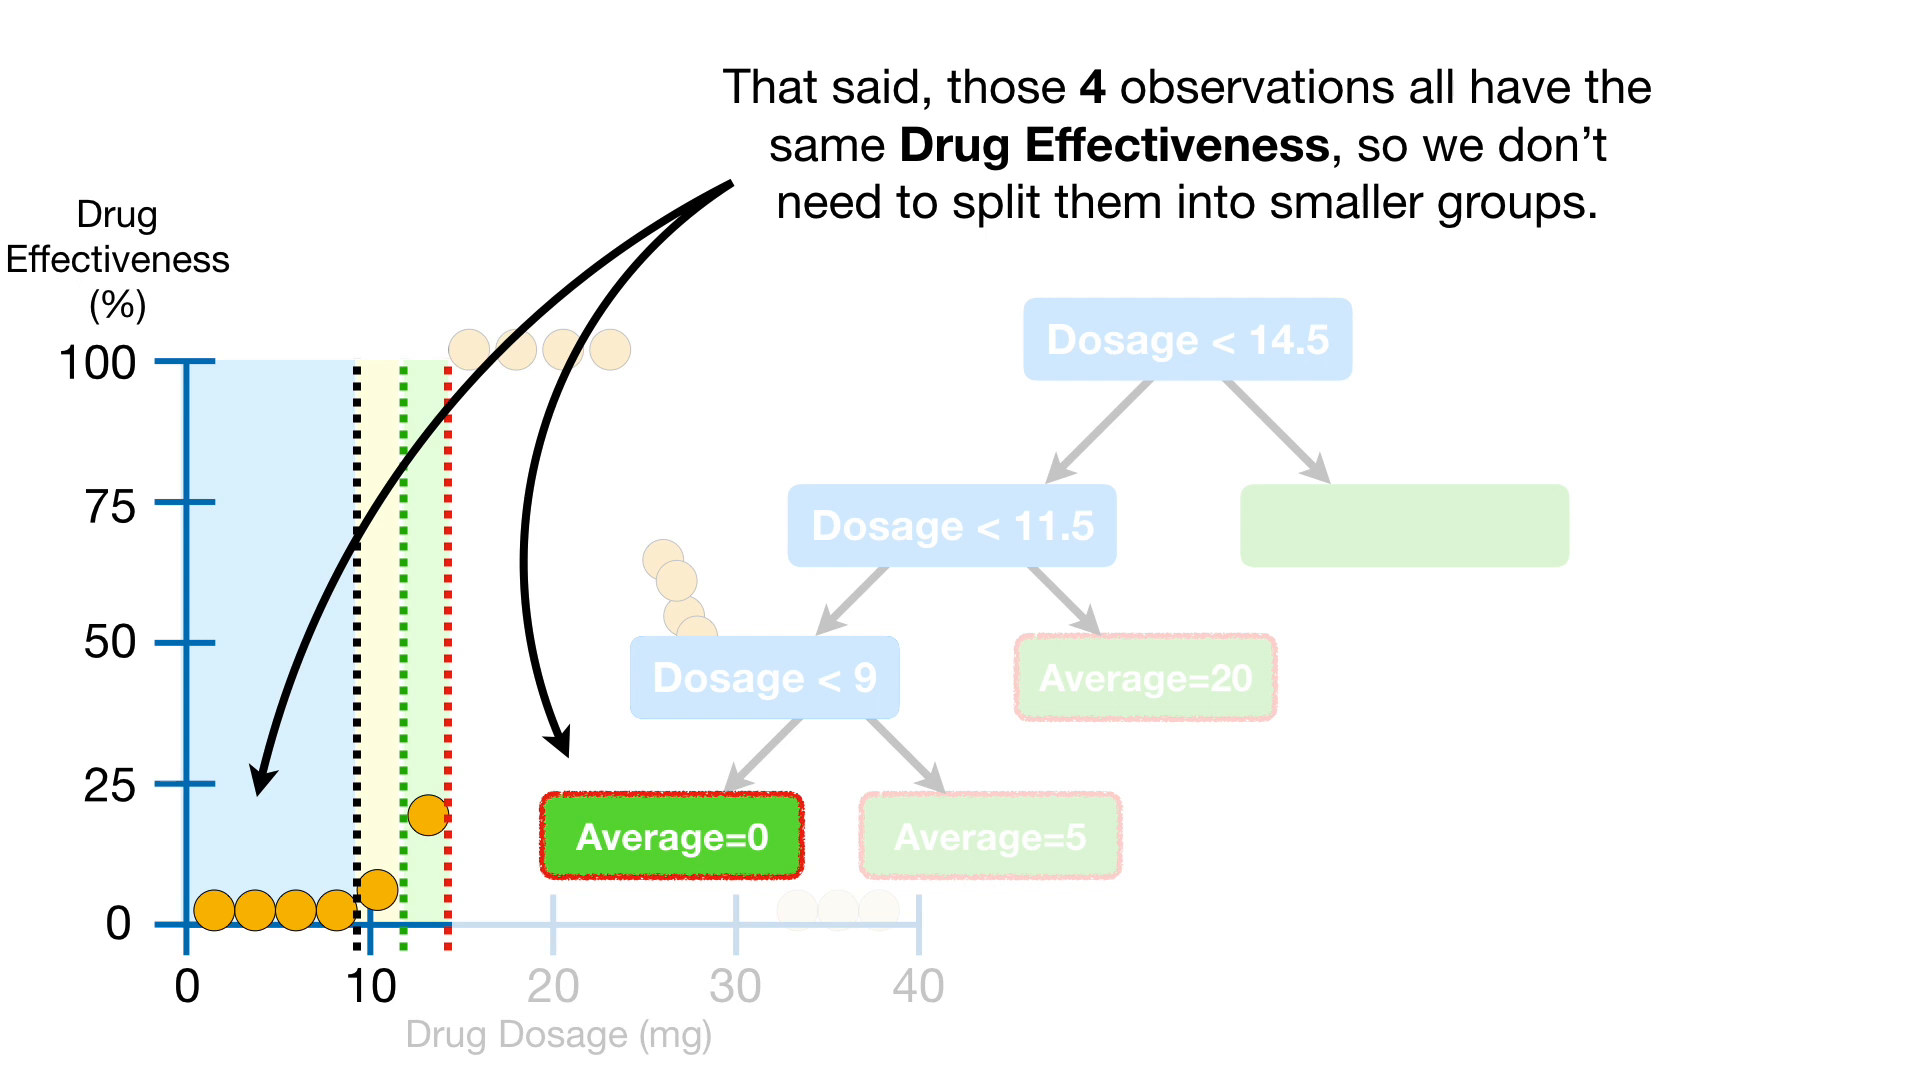 That said, those 4 observations all have the
same Drug Effectiveness, so we don’t
need to split them into smaller groups.
Drug
Effectiveness
(%)
100
75
50
25
0
0
10
20
30
40
Drug Dosage (mg)
Dosage < 14.5
Dosage < 11.5
Dosage < 9
Average=20
Average=0
Average=5